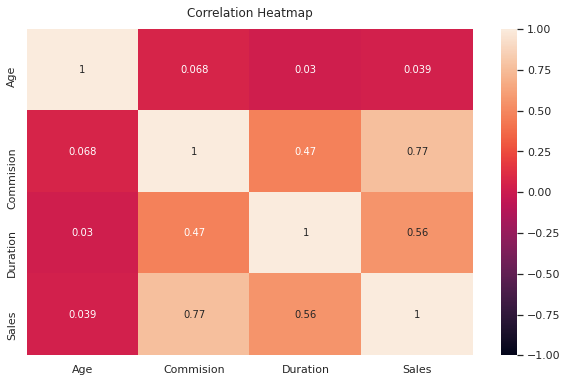 Correlation Heatmap
Age 1 0.068 0.03 0.039
Commision 0.068 1 0.47 0.77
Duration 0.03 0.47 1 0.56
Sales 0.039 0.77 0.56 1
Age Commision Duration Sales
1.00
0.75
0.50
0.25
0.00
−0.25
−0.50
−0.75
−1.00